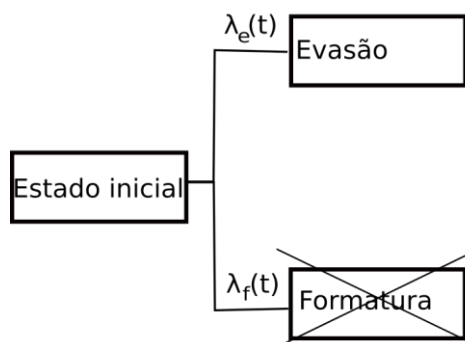 λe(t)
Evasão
Estado inicial
λf(t)
Formatura